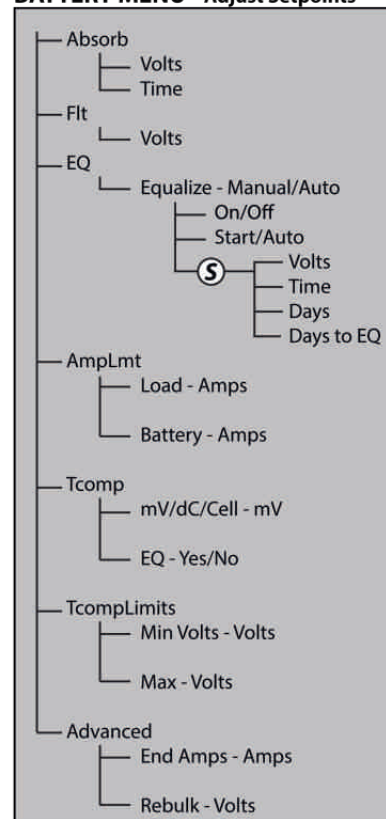 BATTERY MENU - Adjust Setpoints
Absorb
Volts
Time
Flt
Volts
EQ
Equalize - Manual/Auto
On/Off
Start/Auto
S
Volts
Time
Days
Days to EQ
AmpLmt
Load - Amps
Battery - Amps
Tcomp
mV/dC/Cell - mV
EQ - Yes/No
TcompLimits
Min Volts - Volts
Max - Volts
Advanced
End Amps - Amps
Rebulk - Volts